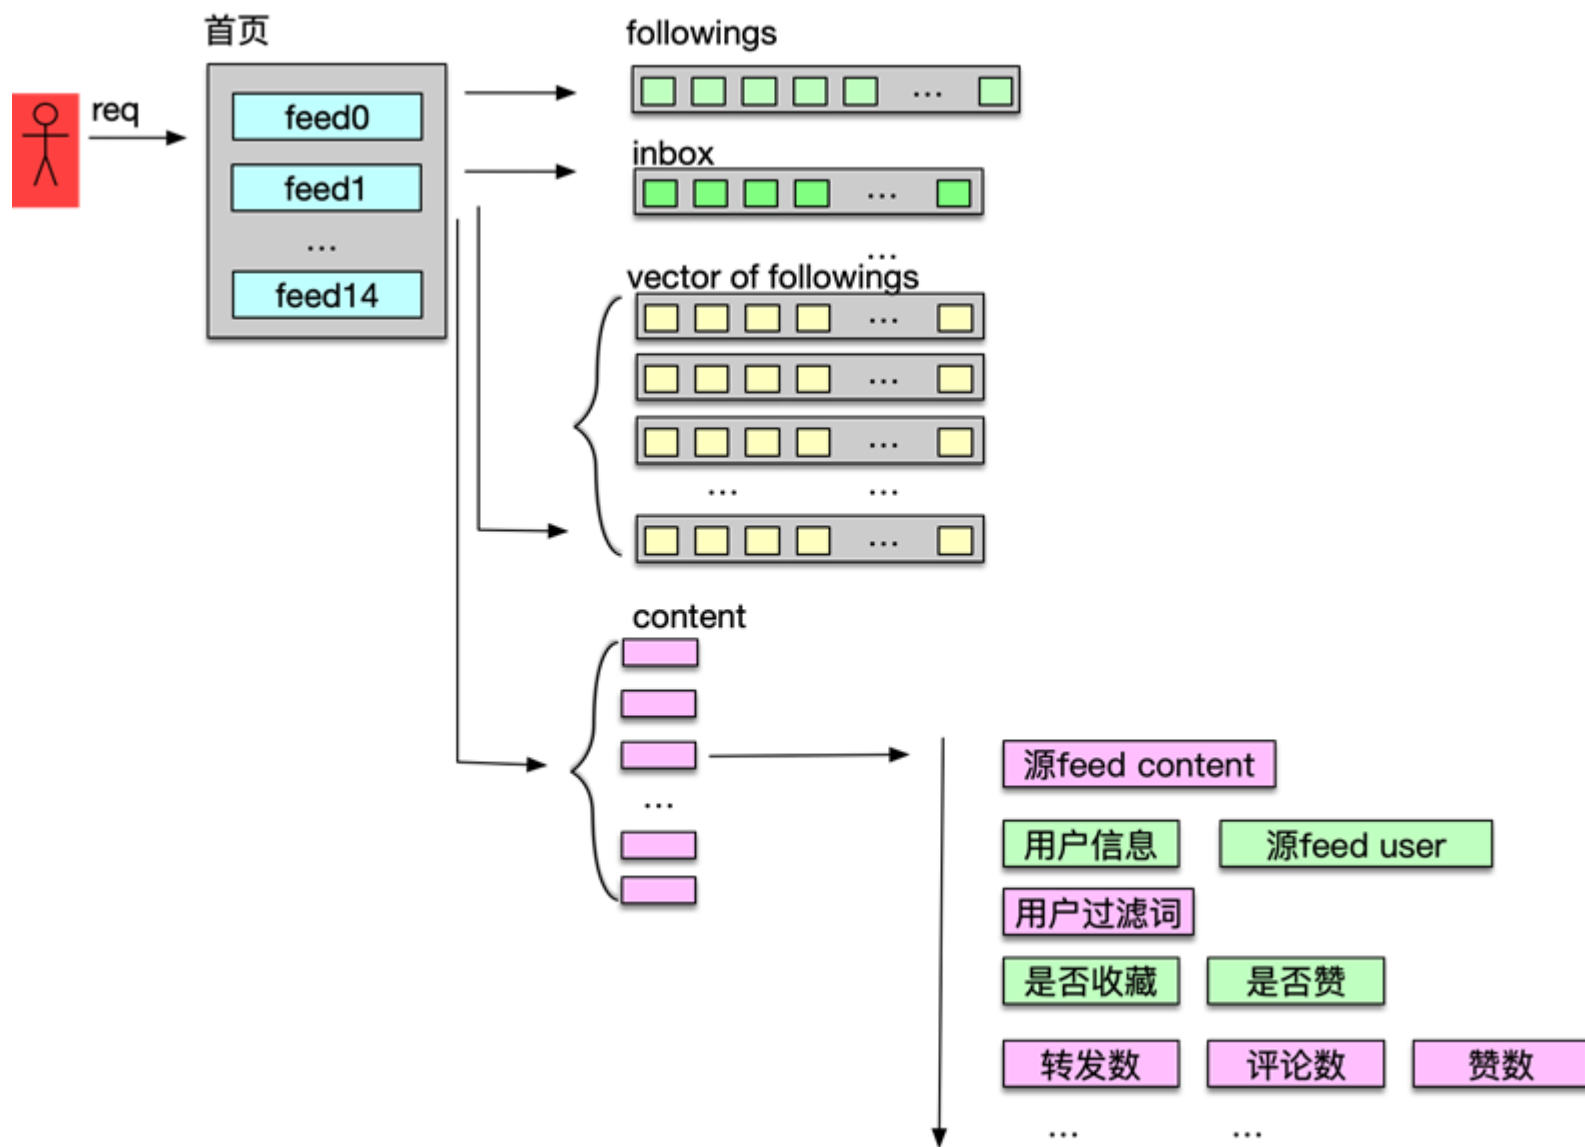 首页
req
feed0
feed1
...
feed14
followings
...
inbox
...
...
vector of followings
...
...
...
... ...
...
content
...
源feed content
用户信息 源feed user
用户过滤词
是否收藏 是否赞
转发数 评论数 赞数
... ...